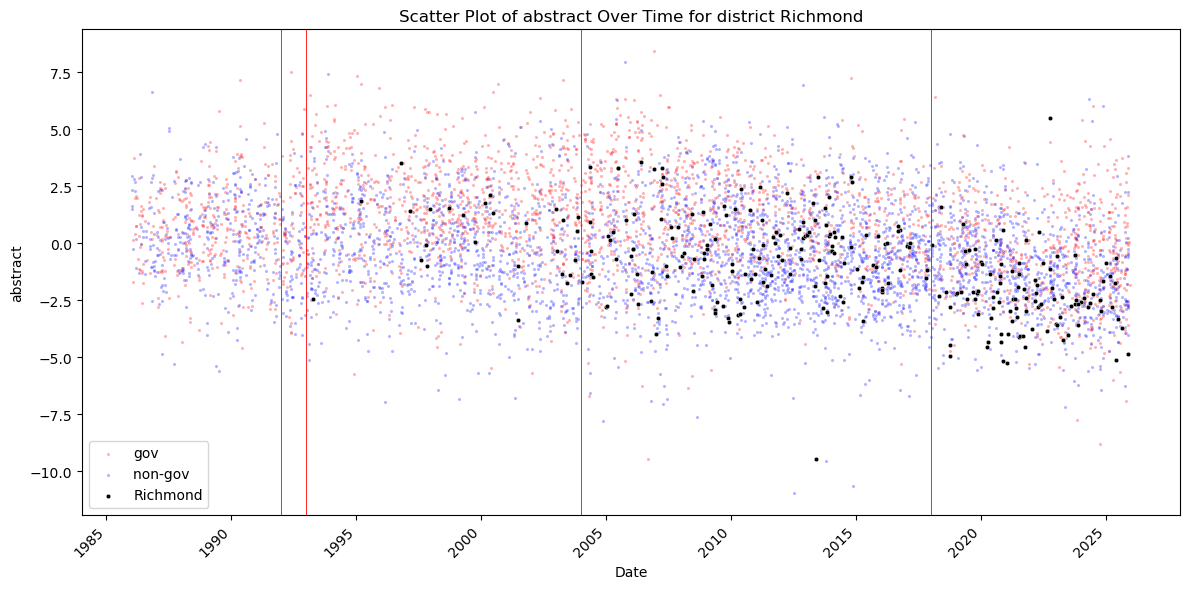 Scatter Plot of abstract Over Time for district Richmond
abstract
7.5
5.0
2.5
0.0
−2.5
−5.0
−7.5
−10.0
gov
non-gov
Richmond
1985
1990
1995
2000
2005
2010
2015
2020
2025
Date